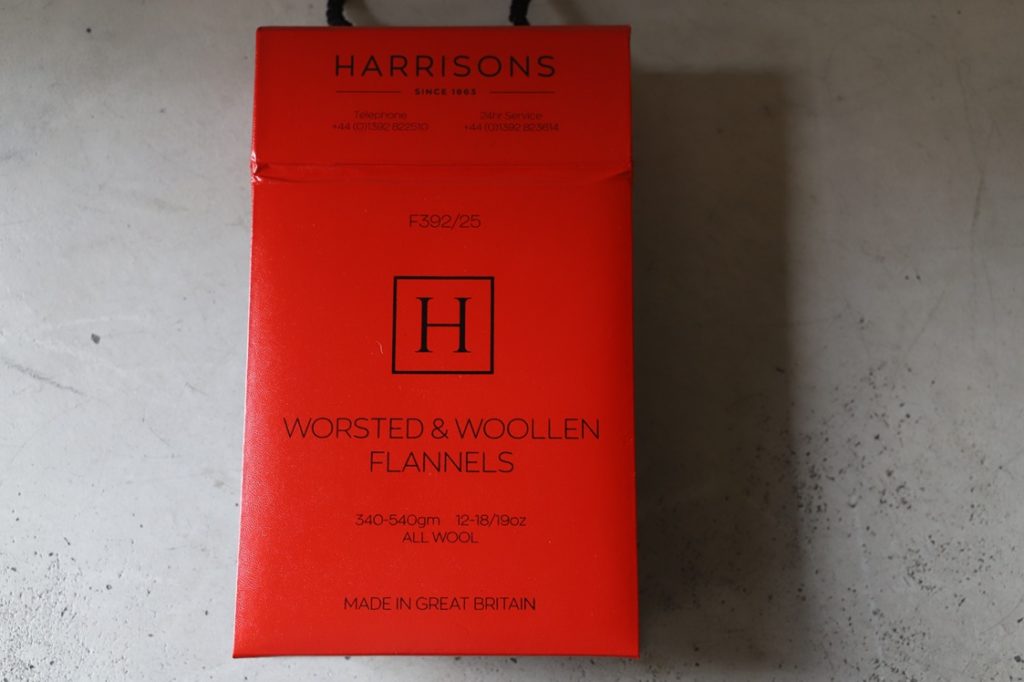 HARRISONS
SINCE 1863
Telephone 24hr Service
+44 (0)1392 822510 +44 (0)1392 823614
F392/25
H
WORSTED & WOOLLEN
FLANNELS
340-540gm 12-18/19oz
ALL WOOL
MADE IN GREAT BRITAIN